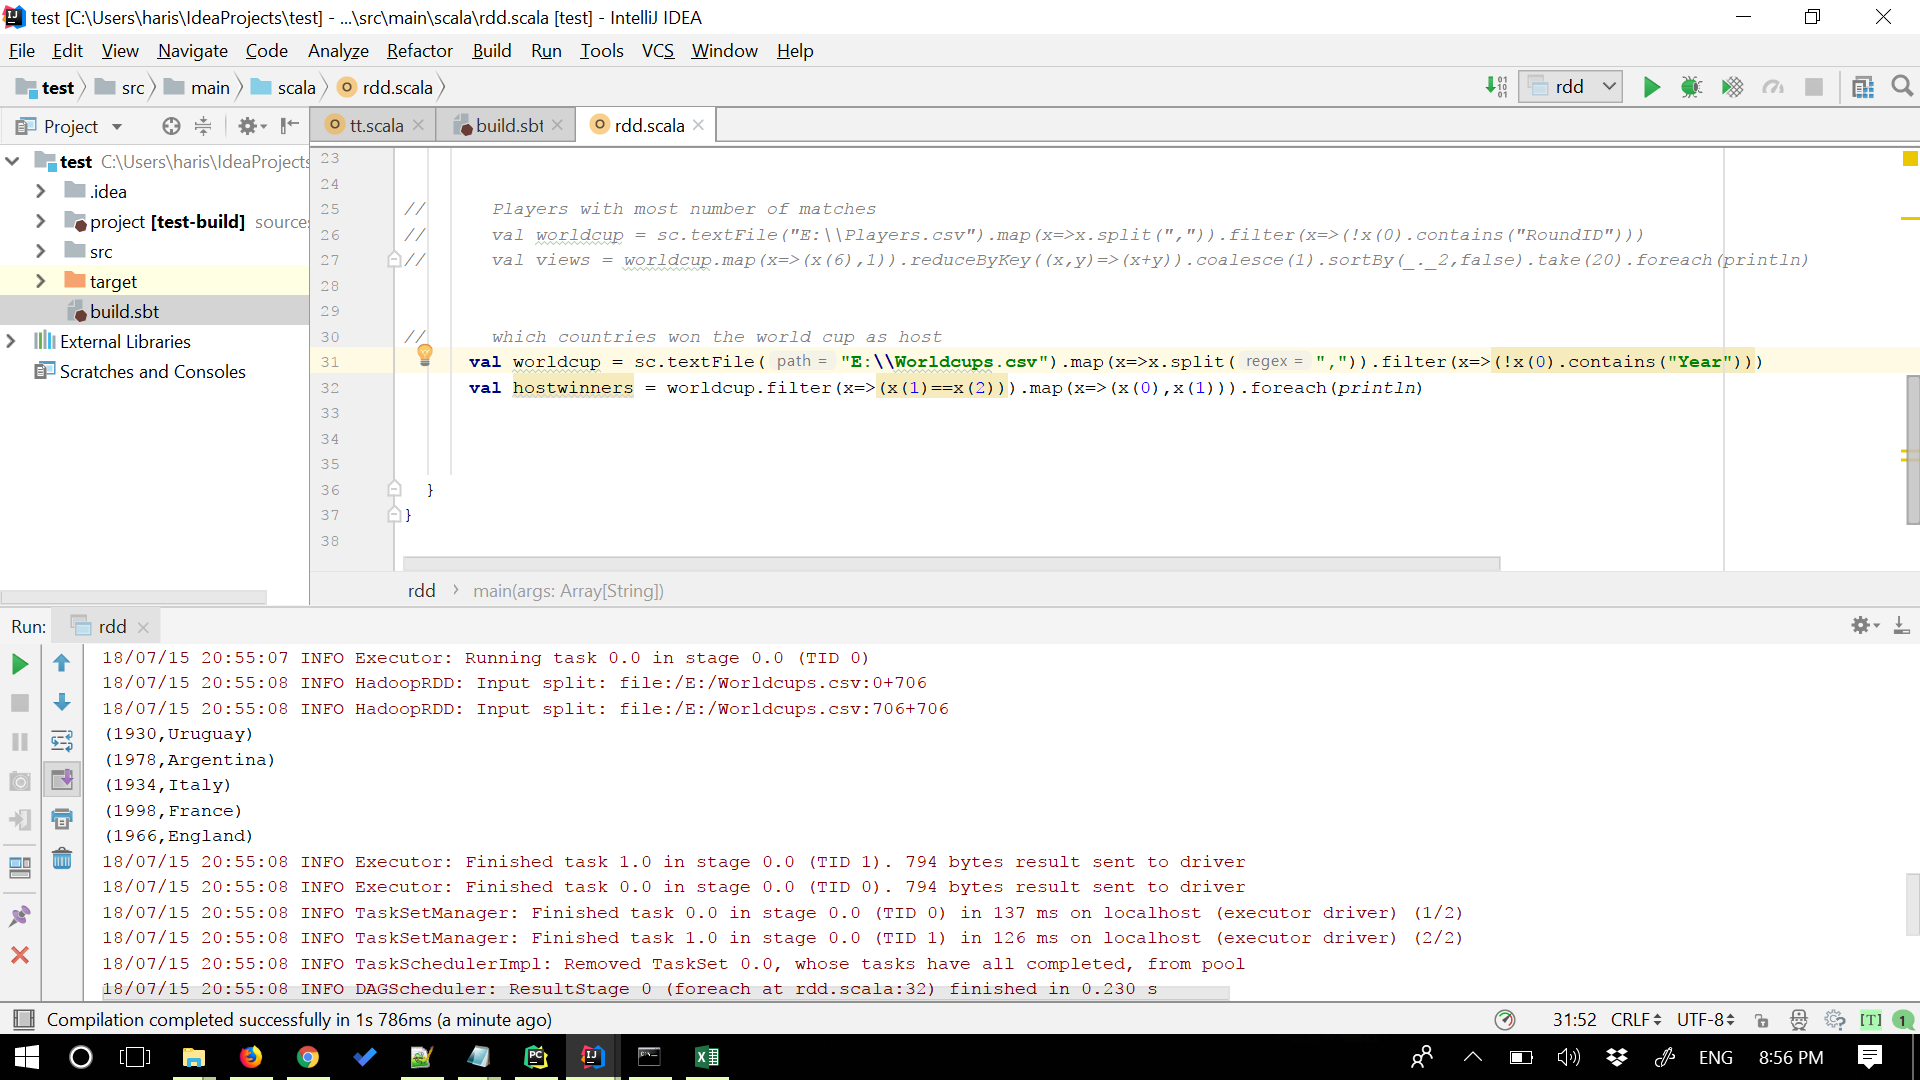 test [C:\Users\haris\IdeaProjects\test] - ...\src\main\scala\rdd.scala [test] - IntelliJ IDEA
File Edit View Navigate Code Analyze Refactor Build Run Tools VCS Window Help
test src main scala rdd.scala
rdd
Project
tt.scala build.sbt rdd.scala
test C:\Users\haris\IdeaProjects
.idea
project [test-build] sources
src
target
build.sbt
External Libraries
Scratches and Consoles
23
24
25 // Players with most number of matches
26 // val worldcup = sc.textFile("E:\\Players.csv").map(x=>x.split(",")).filter(x=>(!x(0).contains("RoundID")))
27 // val views = worldcup.map(x=>(x(6),1)).reduceByKey((x,y)=>(x+y)).coalesce(1).sortBy(_._2,false).take(20).foreach(println)
28
29
30 // which countries won the world cup as host
31 val worldcup = sc.textFile( path = "E:\\Worldcups.csv").map(x=>x.split( regex = ",")).filter(x=>(!x(0).contains("Year")))
32 val hostwinners = worldcup.filter(x=>(x(1)==x(2))).map(x=>(x(0),x(1))).foreach(println)
33
34
35
36 }
37 }
38
rdd › main(args: Array[String])
Run: rdd
18/07/15 20:55:07 INFO Executor: Running task 0.0 in stage 0.0 (TID 0)
18/07/15 20:55:08 INFO HadoopRDD: Input split: file:/E:/Worldcups.csv:0+706
18/07/15 20:55:08 INFO HadoopRDD: Input split: file:/E:/Worldcups.csv:706+706
(1930,Uruguay)
(1978,Argentina)
(1934,Italy)
(1998,France)
(1966,England)
18/07/15 20:55:08 INFO Executor: Finished task 1.0 in stage 0.0 (TID 1). 794 bytes result sent to driver
18/07/15 20:55:08 INFO Executor: Finished task 0.0 in stage 0.0 (TID 0). 794 bytes result sent to driver
18/07/15 20:55:08 INFO TaskSetManager: Finished task 0.0 in stage 0.0 (TID 0) in 137 ms on localhost (executor driver) (1/2)
18/07/15 20:55:08 INFO TaskSetManager: Finished task 1.0 in stage 0.0 (TID 1) in 126 ms on localhost (executor driver) (2/2)
18/07/15 20:55:08 INFO TaskSchedulerImpl: Removed TaskSet 0.0, whose tasks have all completed, from pool
18/07/15 20:55:08 INFO DAGScheduler: ResultStage 0 (foreach at rdd.scala:32) finished in 0.230 s
Compilation completed successfully in 1s 786ms (a minute ago)
31:52 CRLF UTF-8 [T] 1
ENG 8:56 PM